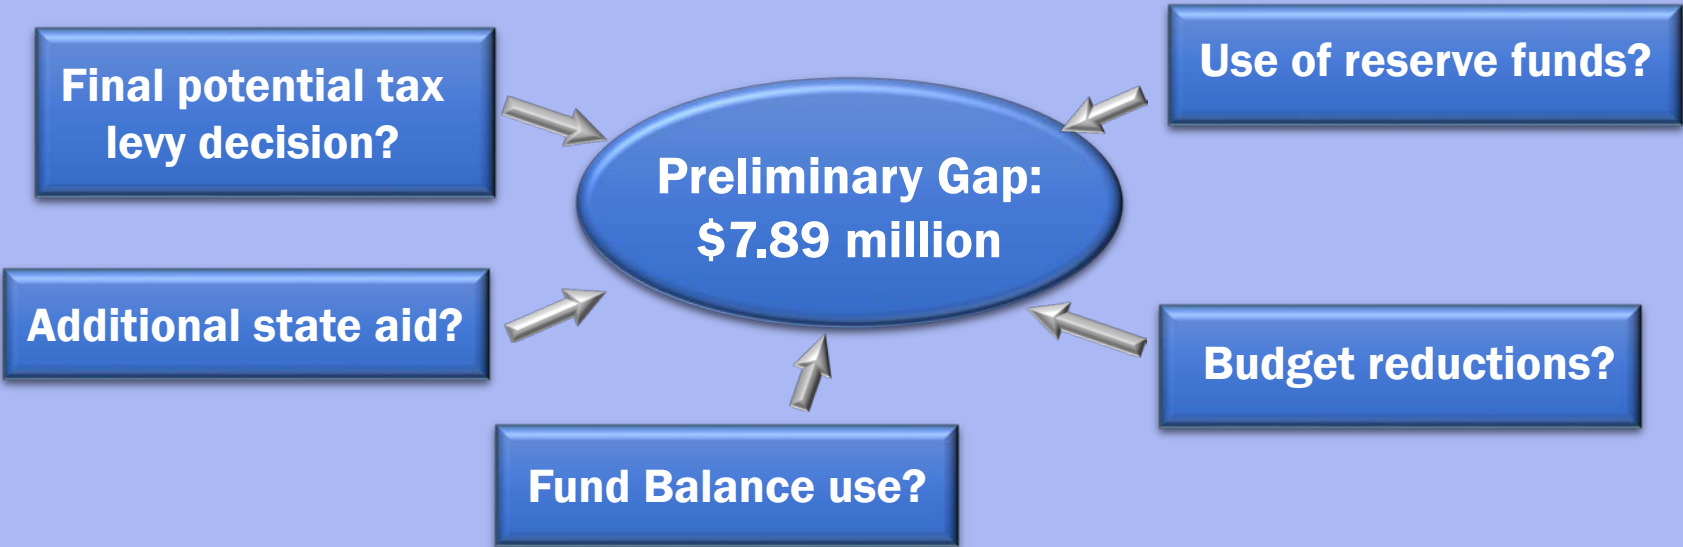 Final potential tax
levy decision?
Use of reserve funds?
Preliminary Gap:
$7.89 million
Additional state aid?
Budget reductions?
Fund Balance use?